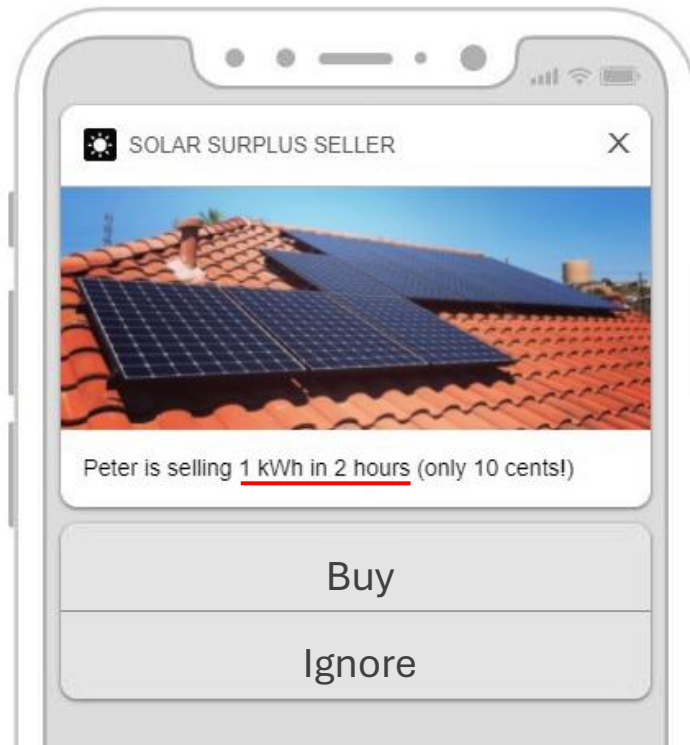 SOLAR SURPLUS SELLER X
Peter is selling 1 kWh in 2 hours (only 10 cents!)
Buy
Ignore